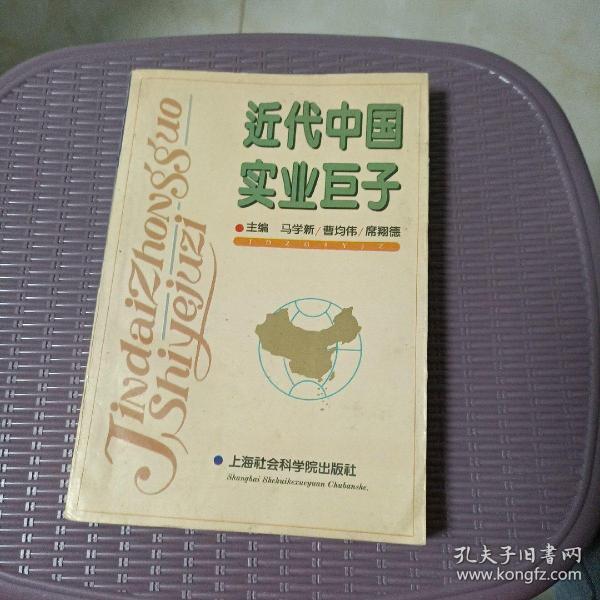 近代中国
实业巨子
主编 马学新/曹均伟/席翔德
J D Z G S Y J Z
JindaiZhongguo
Shiyejuzi
上海社会科学院出版社
Shanghai Shehuikexueyuan Chubanshe.
孔夫子旧书网
www.kongfz.com